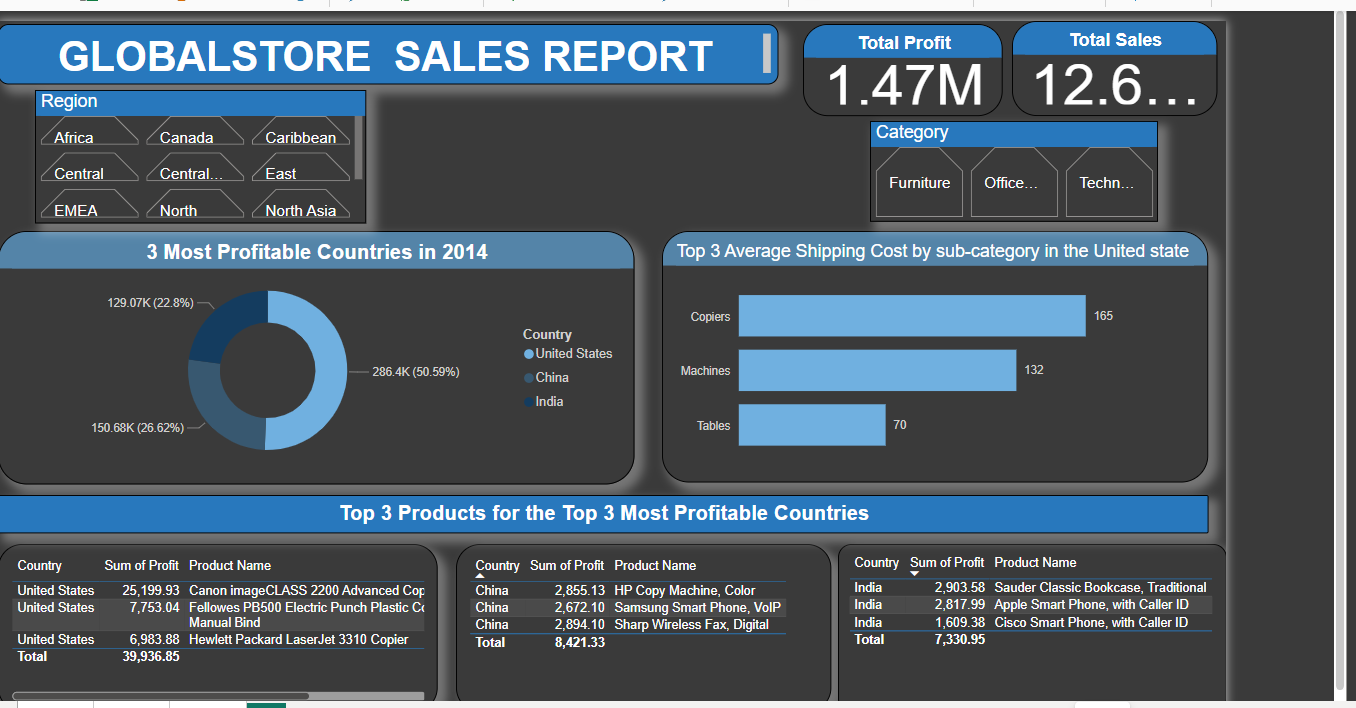 GLOBALSTORE  SALES REPORT
Total Profit
1.47M
Total Sales
12.6…
Region
Africa
Canada
Caribbean
Central
Central…
East
EMEA
North
North Asia
Category
Furniture
Office…
Techn…
3 Most Profitable Countries in 2014
129.07K (22.8%)
286.4K (50.59%)
150.68K (26.62%)
Country
United States
China
India
Top 3 Average Shipping Cost by sub-category in the United state
Copiers 165
Machines 132
Tables 70
Top 3 Products for the Top 3 Most Profitable Countries
Country Sum of Profit Product Name
United States 25,199.93 Canon imageCLASS 2200 Advanced Cop
United States 7,753.04 Fellowes PB500 Electric Punch Plastic Co
Manual Bind
United States 6,983.88 Hewlett Packard LaserJet 3310 Copier
Total 39,936.85
Country Sum of Profit Product Name
China 2,855.13 HP Copy Machine, Color
China 2,672.10 Samsung Smart Phone, VoIP
China 2,894.10 Sharp Wireless Fax, Digital
Total 8,421.33
Country Sum of Profit Product Name
India 2,903.58 Sauder Classic Bookcase, Traditional
India 2,817.99 Apple Smart Phone, with Caller ID
India 1,609.38 Cisco Smart Phone, with Caller ID
Total 7,330.95